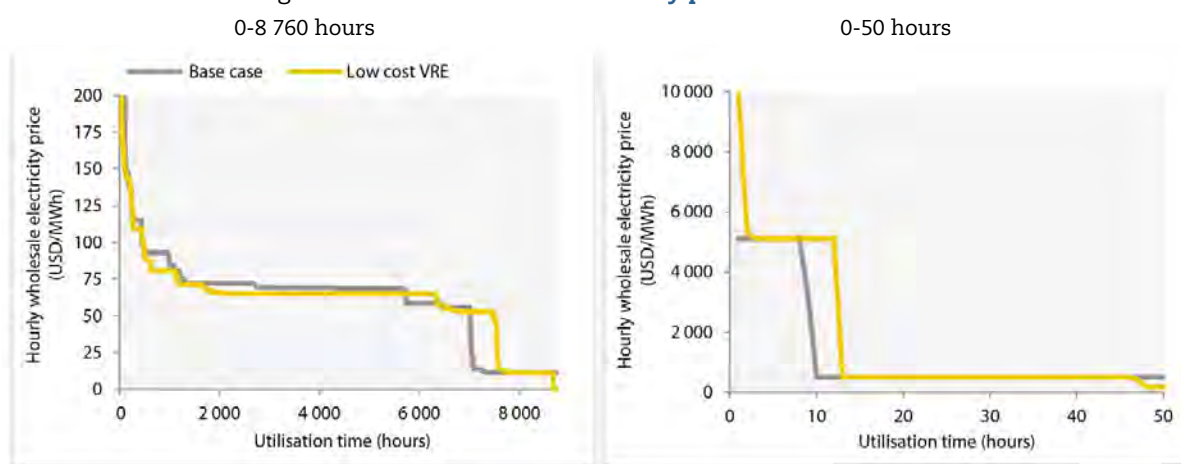 0-8 760 hours
0-50 hours
Base case
Low cost VRE
Hourly wholesale electricity price
(USD/MWh)
200
175
150
125
100
75
50
25
0
0
2 000
4 000
6 000
8 000
Utilisation time (hours)
Hourly wholesale electricity price
(USD/MWh)
10 000
8 000
6 000
4 000
2 000
0
0
10
20
30
40
50
Utilisation time (hours)